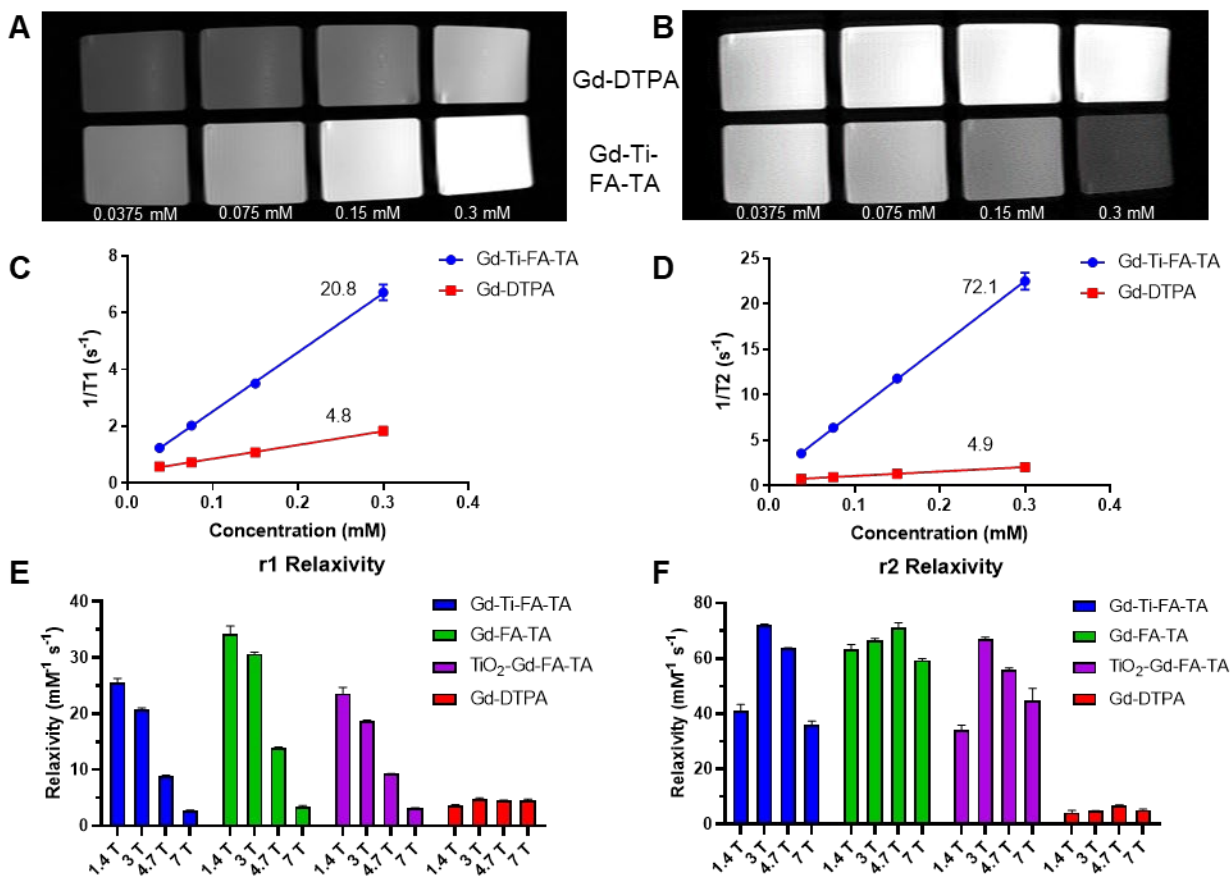 A
B
Gd-DTPA
Gd-Ti-
FA-TA
0.0375 mM
0.075 mM
0.15 mM
0.3 mM
0.0375 mM
0.075 mM
0.15 mM
0.3 mM
C
8
6
4
2
0
1/T1 (s⁻¹)
20.8
4.8
Gd-Ti-FA-TA
Gd-DTPA
0.0
0.1
0.2
0.3
0.4
Concentration (mM)
D
25
20
15
10
5
0
1/T2 (s⁻¹)
72.1
4.9
Gd-Ti-FA-TA
Gd-DTPA
0.0
0.1
0.2
0.3
0.4
Concentration (mM)
E
r1 Relaxivity
40
30
20
10
0
Relaxivity (mM⁻¹ s⁻¹)
Gd-Ti-FA-TA
Gd-FA-TA
TiO₂-Gd-FA-TA
Gd-DTPA
1.4 T
3 T
4.7 T
7 T
1.4 T
3 T
4.7 T
7 T
1.4 T
3 T
4.7 T
7 T
1.4 T
3 T
4.7 T
7 T
F
r2 Relaxivity
80
60
40
20
0
Relaxivity (mM⁻¹ s⁻¹)
Gd-Ti-FA-TA
Gd-FA-TA
TiO₂-Gd-FA-TA
Gd-DTPA
1.4 T
3 T
4.7 T
7 T
1.4 T
3 T
4.7 T
7 T
1.4 T
3 T
4.7 T
7 T
1.4 T
3 T
4.7 T
7 T